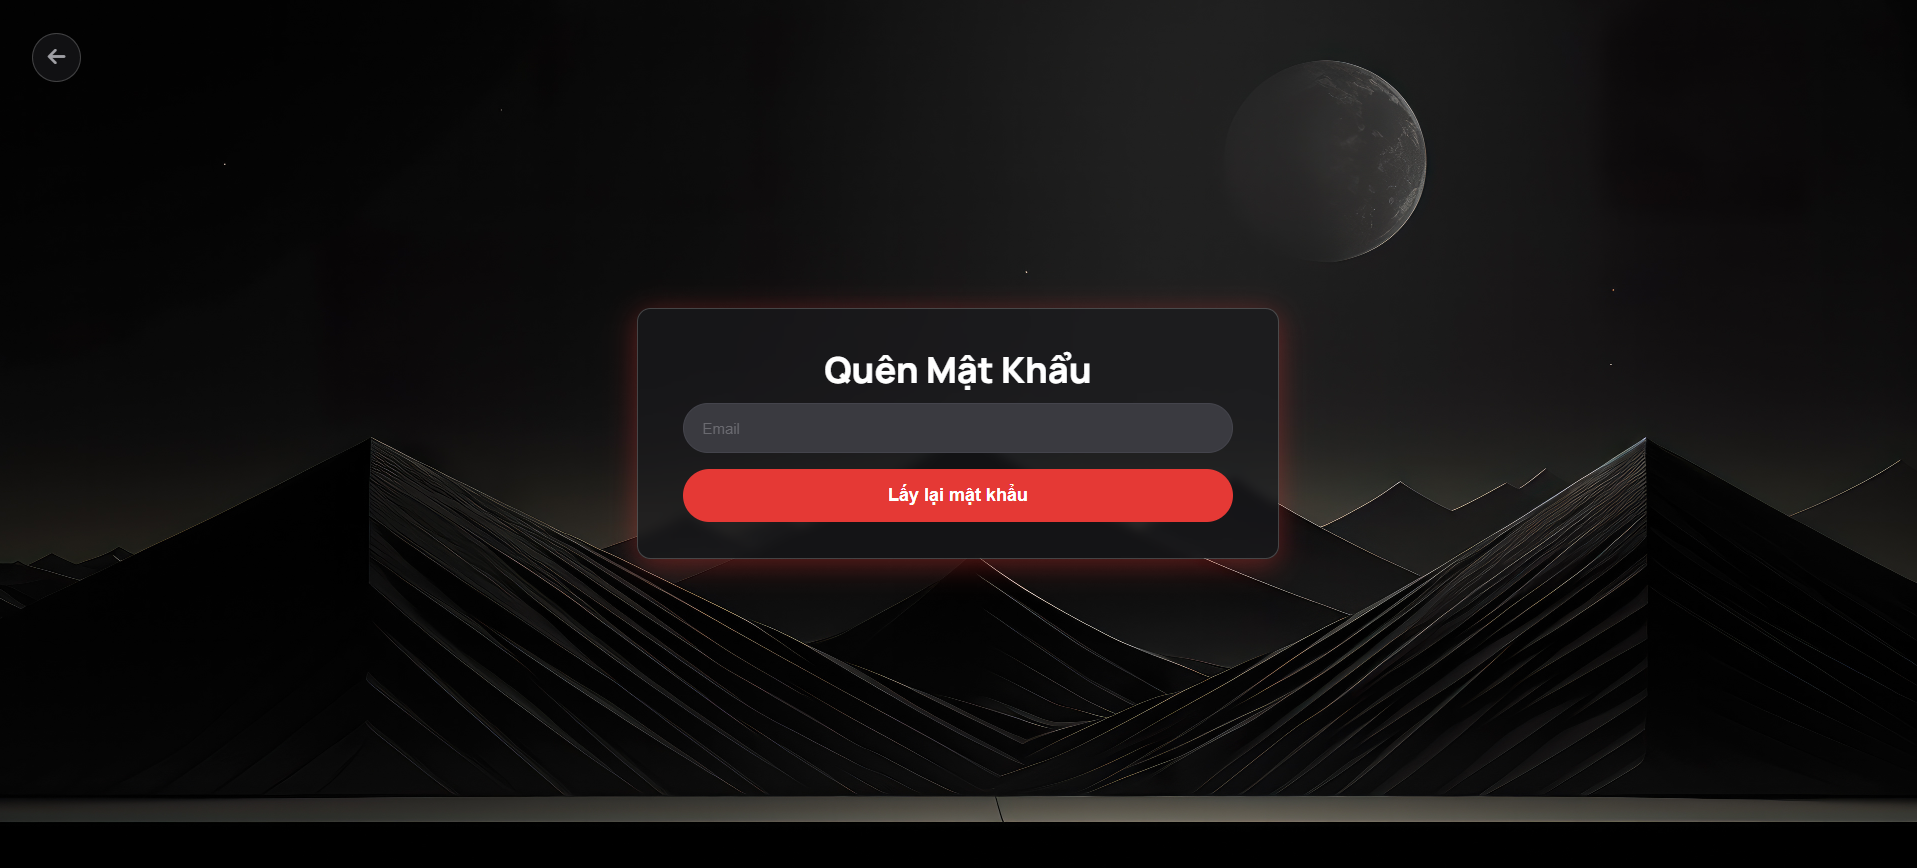 Quên Mật Khẩu
Email
Lấy lại mật khẩu